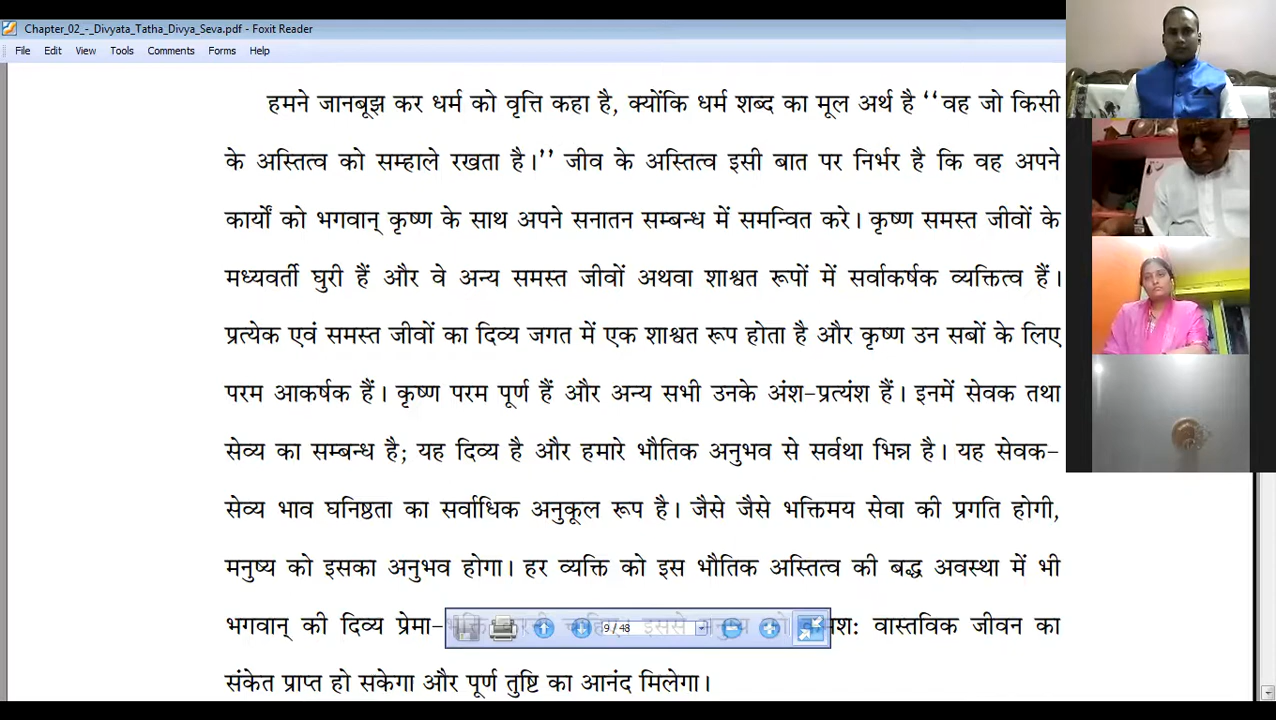 Chapter_02_-_Divyata_Tatha_Divya_Seva.pdf - Foxit Reader
File Edit View Tools Comments Forms Help
हमने जानबूझ कर धर्म को वृत्ति कहा है, क्योंकि धर्म शब्द का मूल अर्थ है ‘‘वह जो किसी
के अस्तित्व को सम्हाले रखता है।’’ जीव के अस्तित्व इसी बात पर निर्भर है कि वह अपने
कार्यों को भगवान् कृष्ण के साथ अपने सनातन सम्बन्ध में समन्वित करे। कृष्ण समस्त जीवों के
मध्यवर्ती घुरी हैं और वे अन्य समस्त जीवों अथवा शाश्वत रूपों में सर्वाकर्षक व्यक्तित्व हैं।
प्रत्येक एवं समस्त जीवों का दिव्य जगत में एक शाश्वत रूप होता है और कृष्ण उन सबों के लिए
परम आकर्षक हैं। कृष्ण परम पूर्ण हैं और अन्य सभी उनके अंश-प्रत्यंश हैं। इनमें सेवक तथा
सेव्य का सम्बन्ध है; यह दिव्य है और हमारे भौतिक अनुभव से सर्वथा भिन्न है। यह सेवक-
सेव्य भाव घनिष्ठता का सर्वाधिक अनुकूल रूप है। जैसे जैसे भक्तिमय सेवा की प्रगति होगी,
मनुष्य को इसका अनुभव होगा। हर व्यक्ति को इस भौतिक अस्तित्व की बद्ध अवस्था में भी
भगवान् की दिव्य प्रेमा- वास्तविक जीवन का
9 / 43
संकेत प्राप्त हो सकेगा और पूर्ण तुष्टि का आनंद मिलेगा।